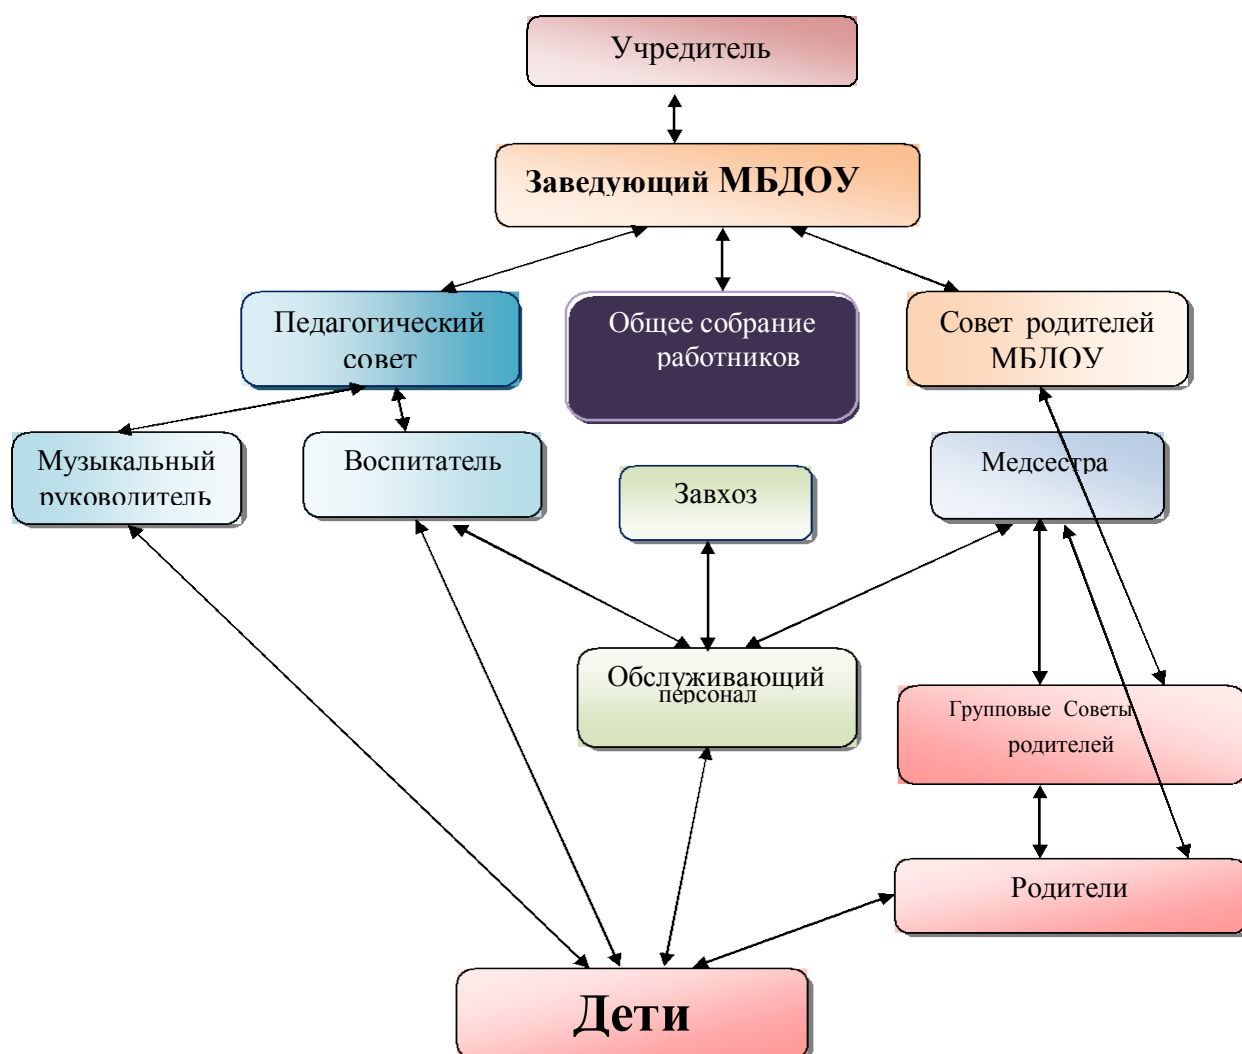 Учредитель
Заведующий МБДОУ
Педагогический
совет
Общее собрание
работников
Совет родителей
МБДОУ
Музыкальный
руководитель
Воспитатель
Завхоз
Медсестра
Обслуживающий
персонал
Групповые Советы
родителей
Родители
Дети